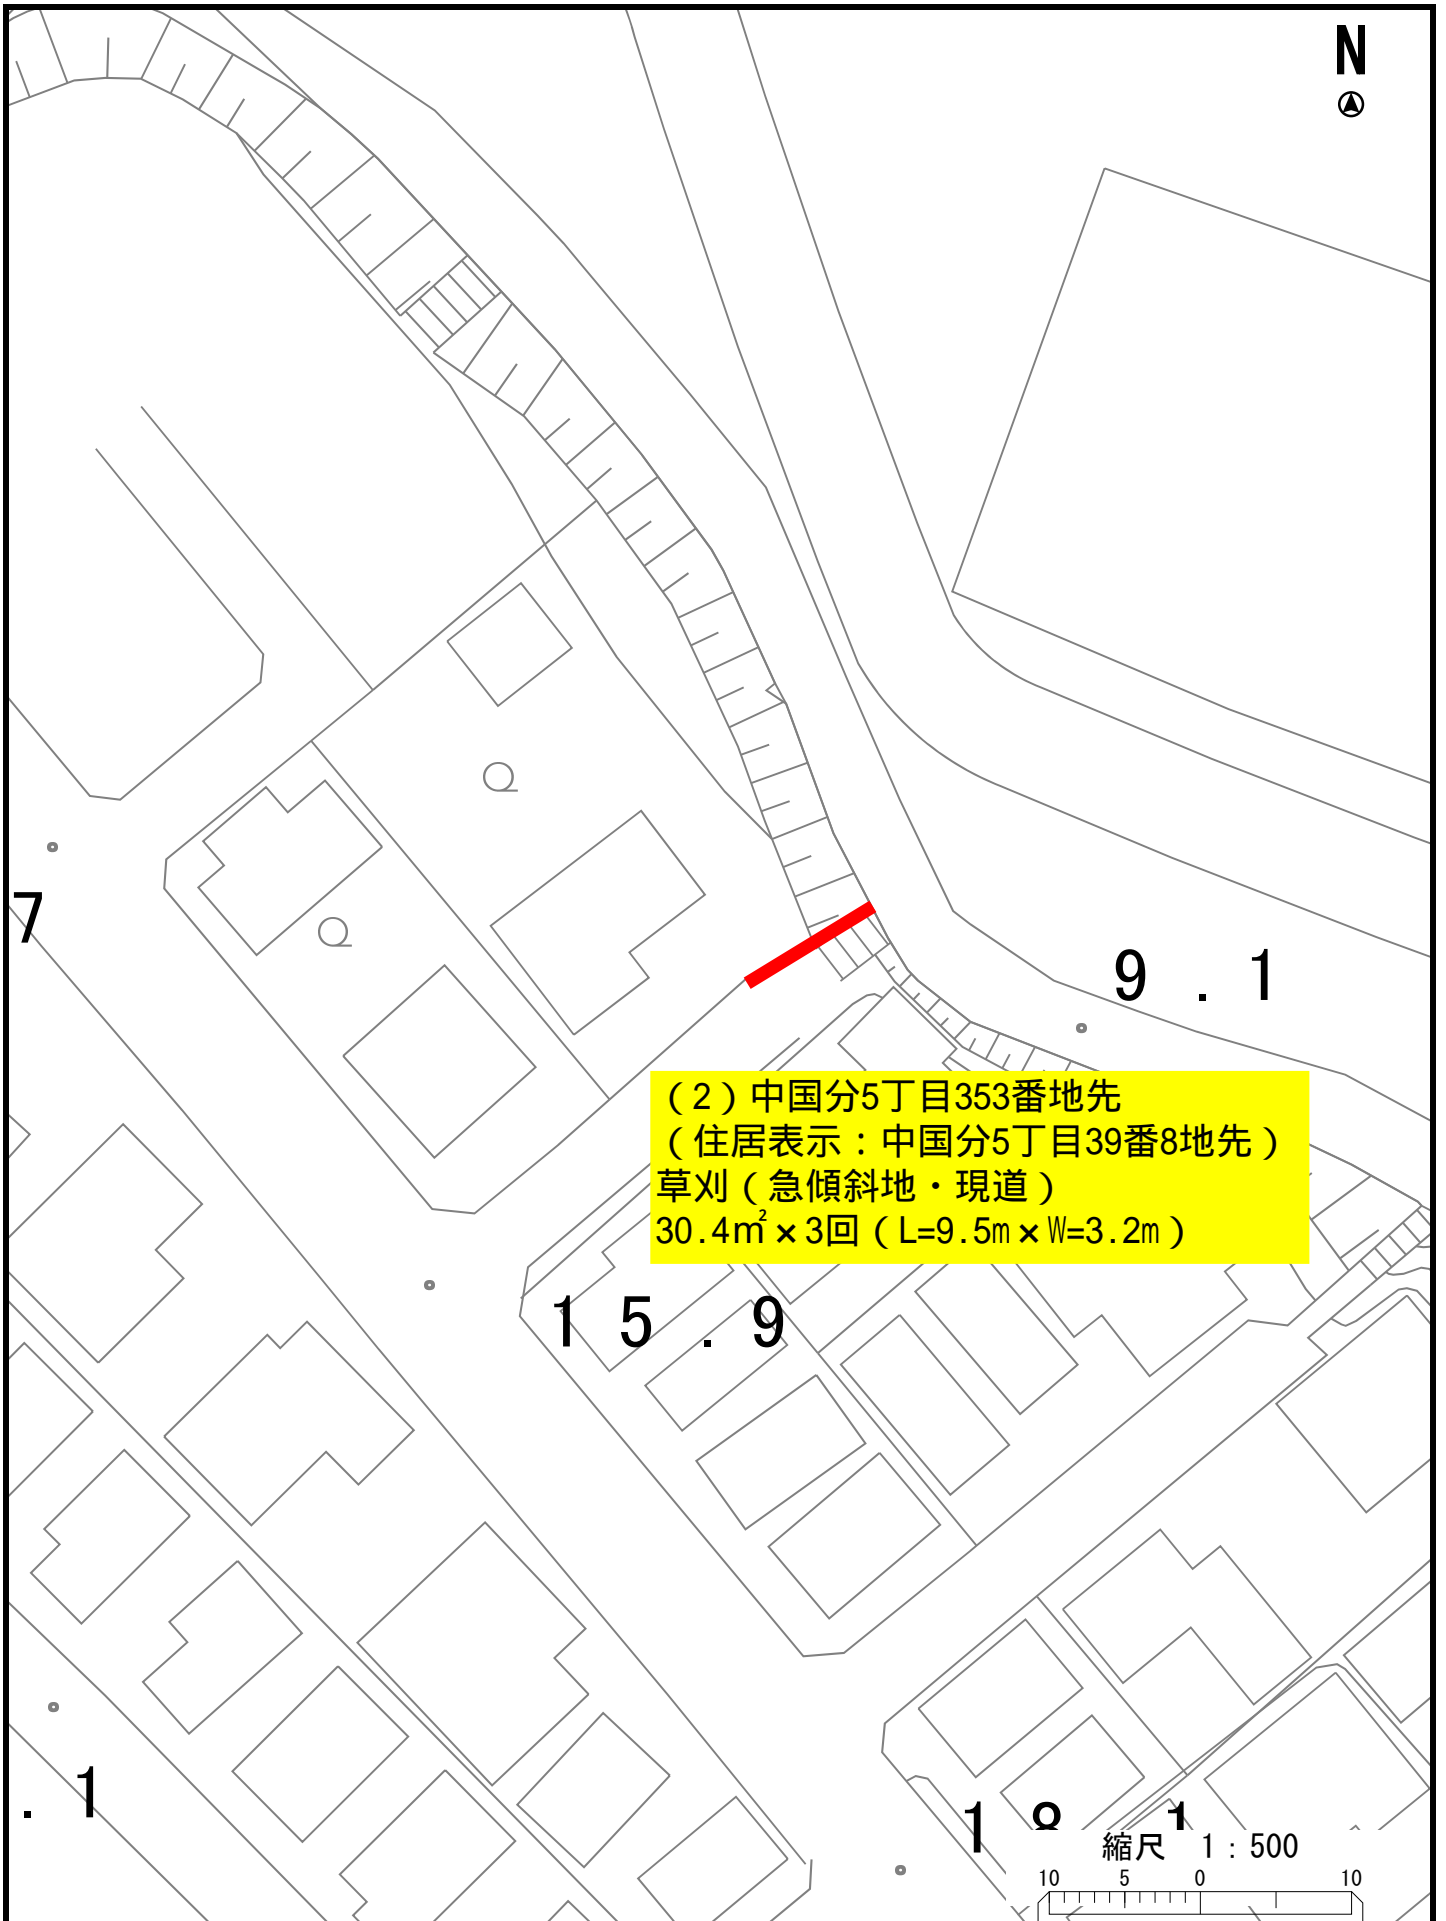 N
7
9.1
（2）中国分5丁目353番地先
（住居表示：中国分5丁目39番8地先）
草刈（急傾斜地・現道）
30.4㎡×3回（L=9.5m×W=3.2m）
15.9
.1
18.1
縮尺　1：500
10 5 0 10